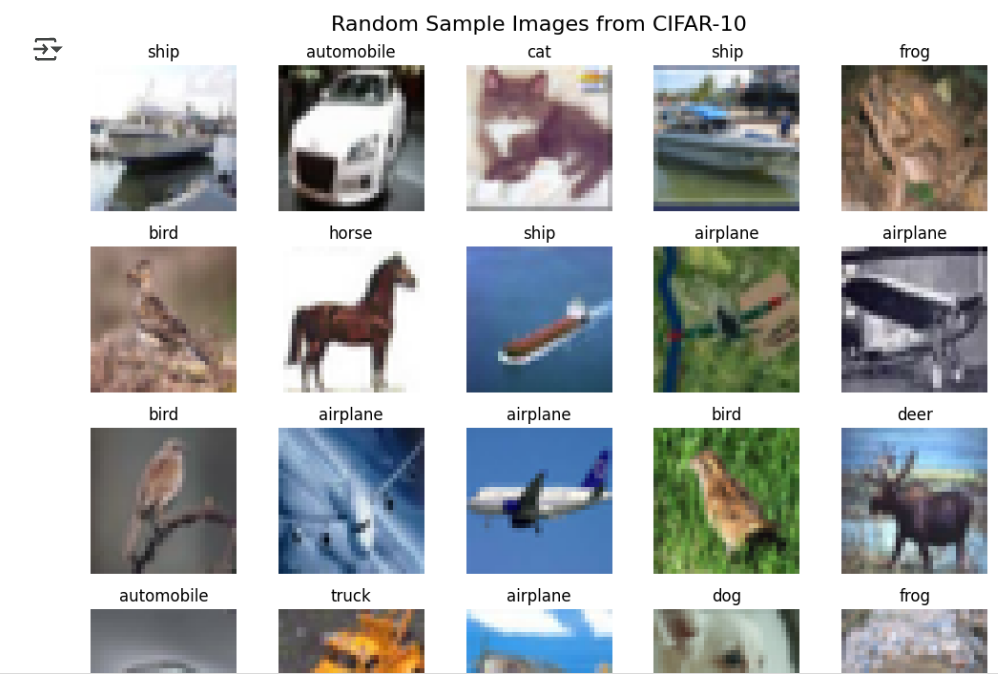 Random Sample Images from CIFAR-10
ship automobile cat ship frog
bird horse ship airplane airplane
bird airplane airplane bird deer
automobile truck airplane dog frog